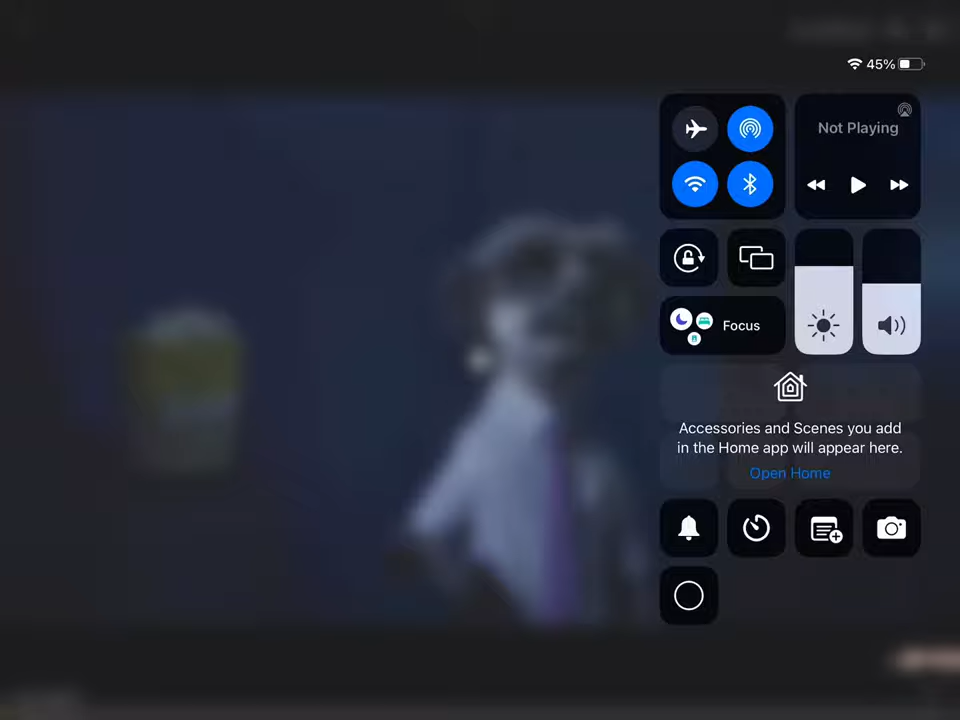 45%
Not Playing
Focus
Accessories and Scenes you add
in the Home app will appear here.
Open Home